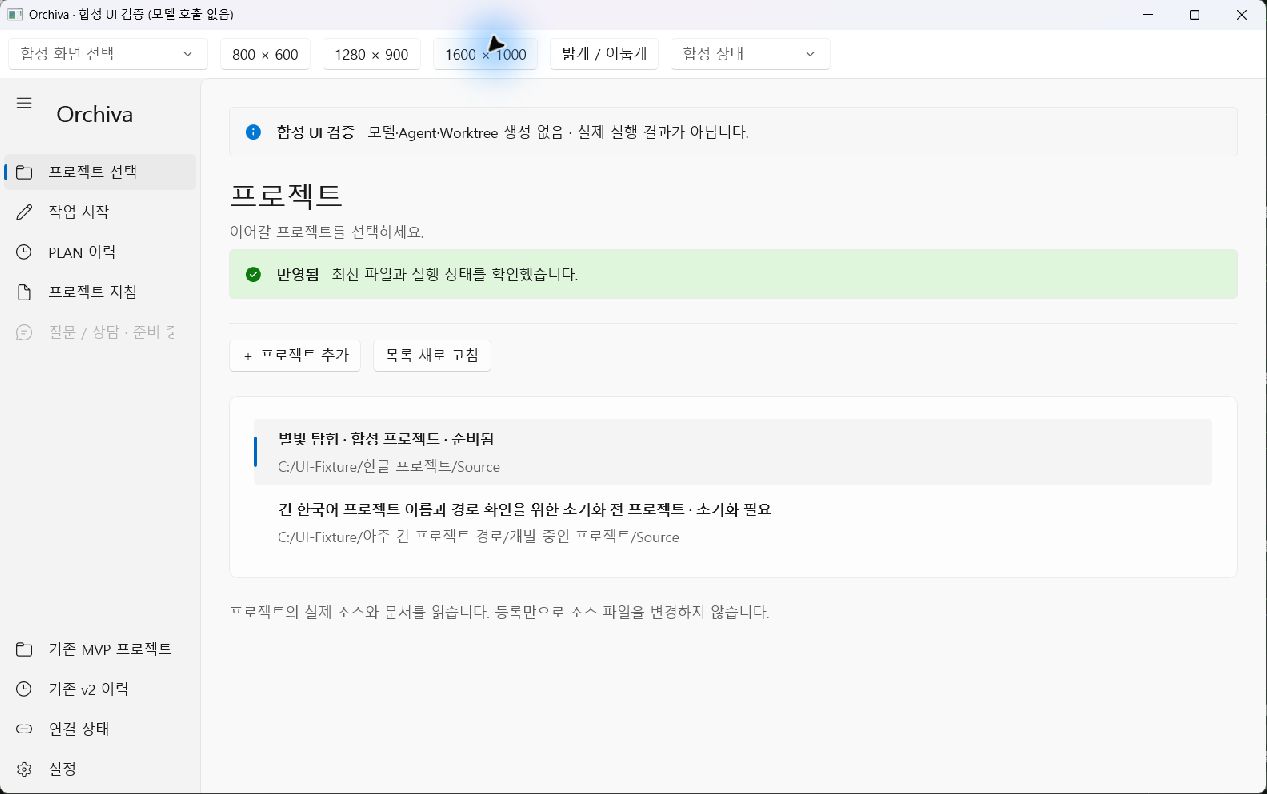 Orchiva · 합성 UI 검증 (모델 호출 없음)
합성 화면 선택
800 × 600
1280 × 900
1600 × 1000
밝게 / 어둡게
합성 상태
Orchiva
프로젝트 선택
작업 시작
PLAN 이력
프로젝트 지침
질문 / 상담 · 준비 중
합성 UI 검증 모델·Agent·Worktree 생성 없음 · 실제 실행 결과가 아닙니다.
프로젝트
이어갈 프로젝트를 선택하세요.
반영됨 최신 파일과 실행 상태를 확인했습니다.
+ 프로젝트 추가
목록 새로 고침
별빛 탐험 · 합성 프로젝트 · 준비됨
C:/UI-Fixture/한글 프로젝트/Source
긴 한국어 프로젝트 이름과 경로 확인을 위한 초기화 전 프로젝트 · 초기화 필요
C:/UI-Fixture/아주 긴 프로젝트 경로/개발 중인 프로젝트/Source
프로젝트의 실제 소스와 문서를 읽습니다. 등록만으로 소스 파일을 변경하지 않습니다.
기존 MVP 프로젝트
기존 v2 이력
연결 상태
설정